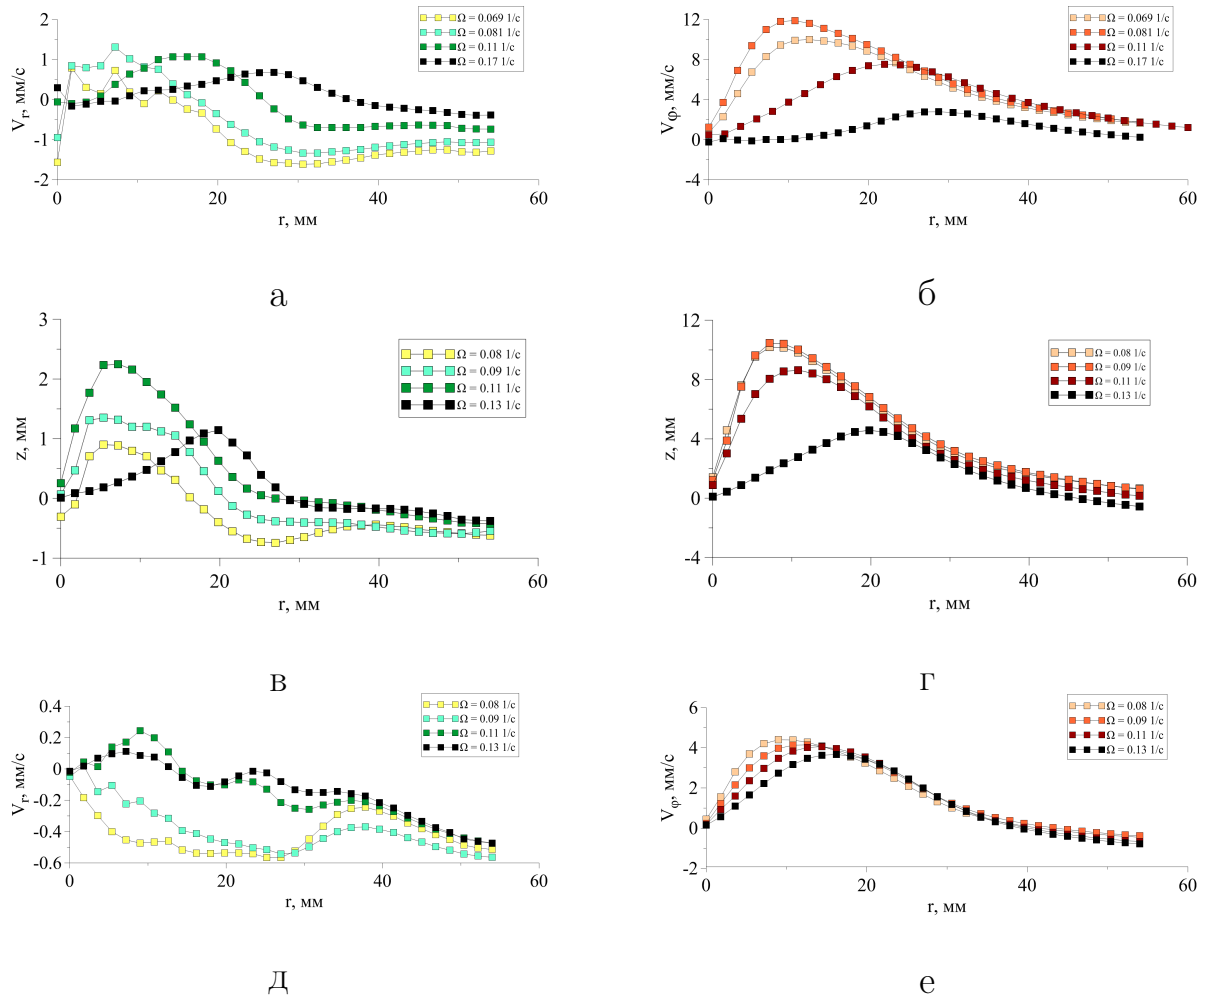 Ω = 0.069 1/c
Ω = 0.081 1/c
Ω = 0.11 1/c
Ω = 0.17 1/c
2
1
0
-1
-2
Vr, мм/с
0
20
40
60
r, мм
а
Ω = 0.069 1/c
Ω = 0.081 1/c
Ω = 0.11 1/c
Ω = 0.17 1/c
12
8
4
0
-4
Vφ, мм/с
0
20
40
60
r, мм
б
Ω = 0.08 1/c
Ω = 0.09 1/c
Ω = 0.11 1/c
Ω = 0.13 1/c
3
2
1
0
-1
z, мм
0
20
40
60
r, мм
в
Ω = 0.08 1/c
Ω = 0.09 1/c
Ω = 0.11 1/c
Ω = 0.13 1/c
12
8
4
0
-4
z, мм
0
20
40
60
r, мм
г
Ω = 0.08 1/c
Ω = 0.09 1/c
Ω = 0.11 1/c
Ω = 0.13 1/c
0.4
0.2
0
-0.2
-0.4
-0.6
Vr, мм/с
0
20
40
60
r, мм
д
Ω = 0.08 1/c
Ω = 0.09 1/c
Ω = 0.11 1/c
Ω = 0.13 1/c
6
4
2
0
-2
Vφ, мм/с
0
20
40
60
r, мм
е